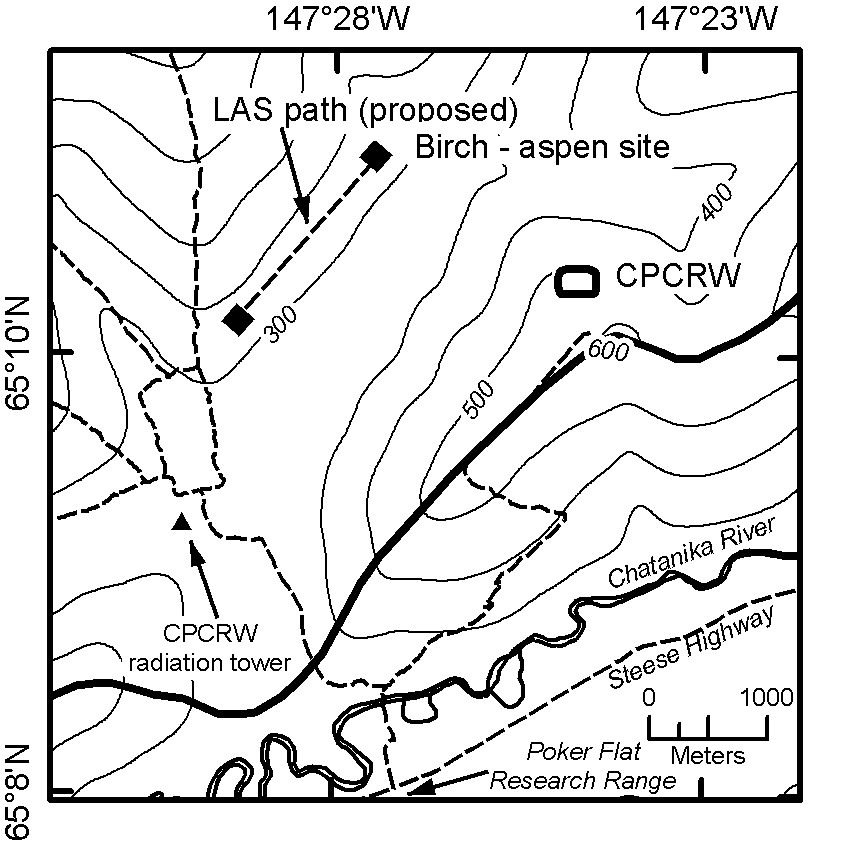 147°28'W
147°23'W
LAS path (proposed)
Birch - aspen site
400
CPCRW
300
65°10'N
600
500
Chatanika River
CPCRW
radiation tower
Steese Highway
0 1000
Meters
Poker Flat
Research Range
65°8'N